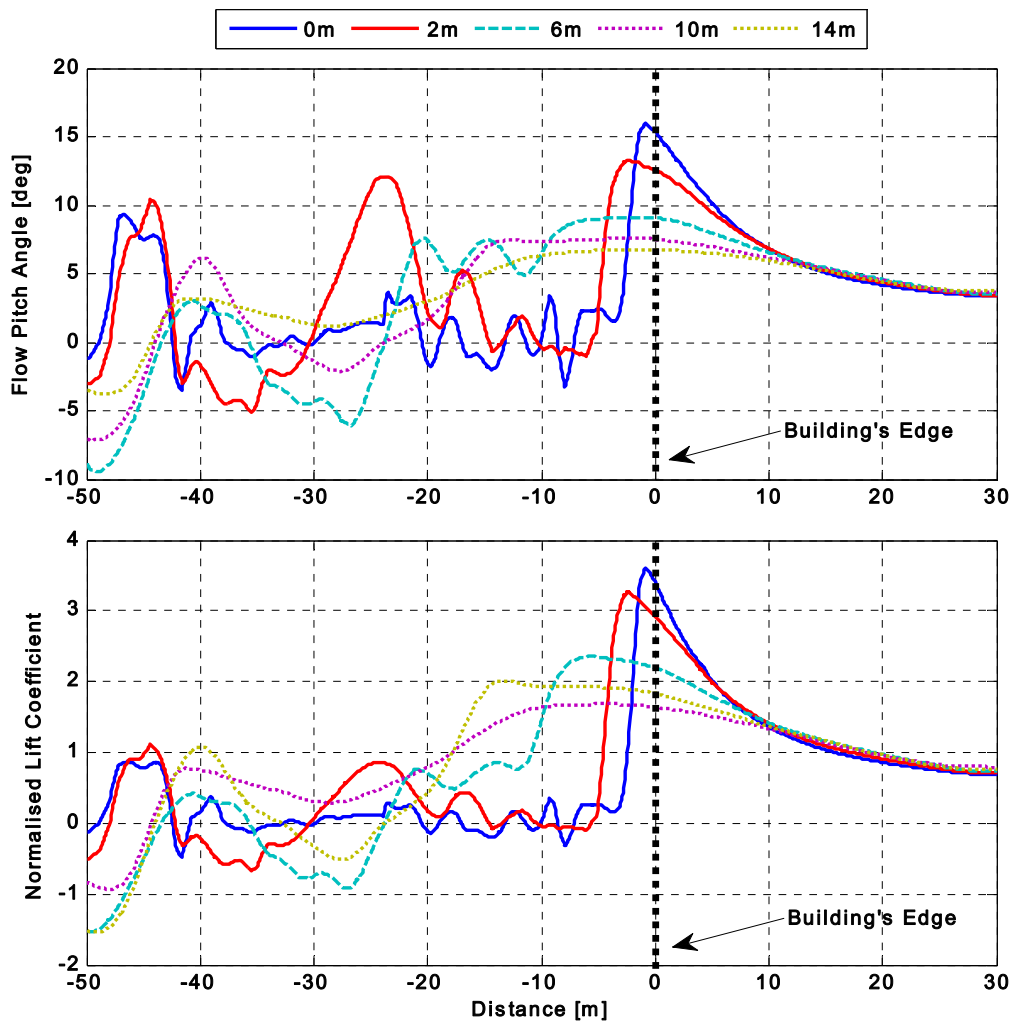 0m 2m 6m 10m 14m
20
15
10
5
0
-5
-10
Flow Pitch Angle [deg]
Building's Edge
-50 -40 -30 -20 -10 0 10 20 30
4
3
2
1
0
-1
-2
Normalised Lift Coefficient
Building's Edge
-50 -40 -30 -20 -10 0 10 20 30
Distance [m]